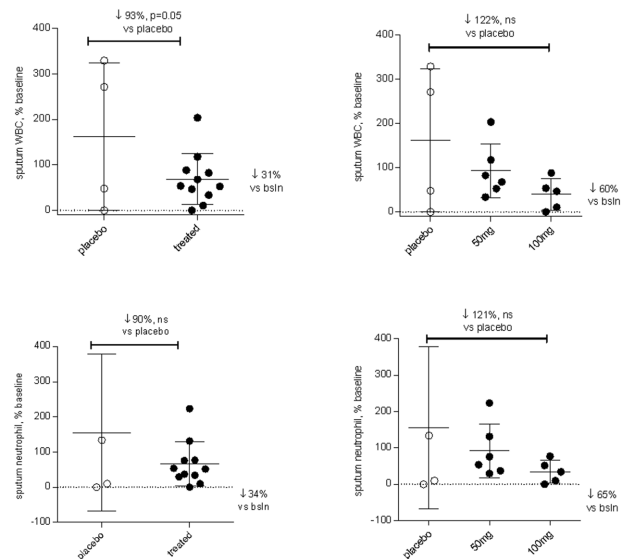 ↓ 93%, p=0.05
vs placebo
sputum WBC, % baseline
400
300
200
100
0
placebo
treated
↓ 31%
vs bsln
↓ 122%, ns
vs placebo
sputum WBC, % baseline
400
300
200
100
0
placebo
50mg
100mg
↓ 60%
vs bsln
↓90%, ns
vs placebo
sputum neutrophil, % baseline
400
300
200
100
0
-100
placebo
treated
↓34%
vs bsln
↓ 121%, ns
vs placebo
sputum neutrophil, % baseline
400
300
200
100
0
-100
placebo
50mg
100mg
↓ 65%
vs bsln